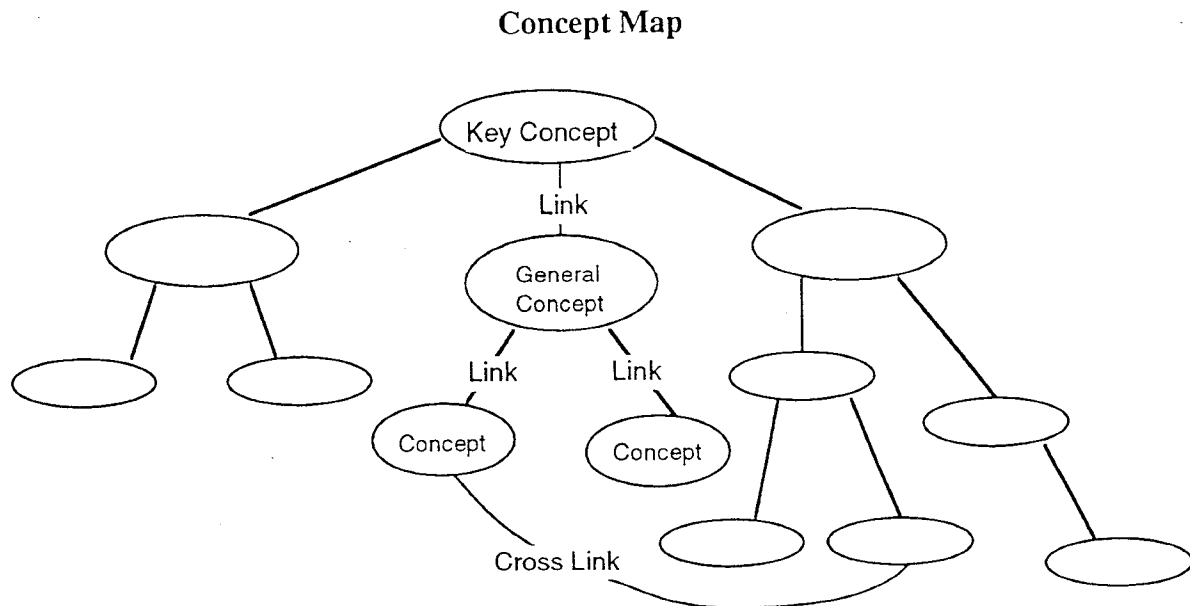 Concept Map
Key Concept
Link
General
Concept
Link
Link
Concept
Concept
Cross Link